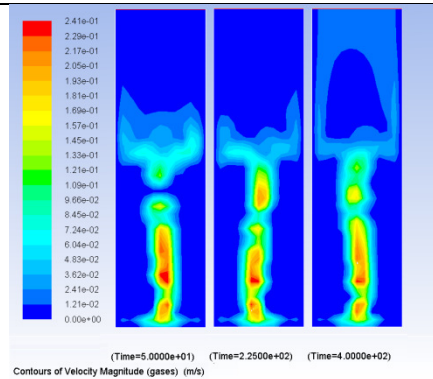 2.41e-01
2.29e-01
2.17e-01
2.05e-01
1.93e-01
1.81e-01
1.69e-01
1.57e-01
1.45e-01
1.33e-01
1.21e-01
1.09e-01
9.66e-02
8.45e-02
7.24e-02
6.04e-02
4.83e-02
3.62e-02
2.41e-02
1.21e-02
0.00e+00
(Time=5.0000e+01) (Time=2.2500e+02) (Time=4.0000e+02)
Contours of Velocity Magnitude (gases) (m/s)